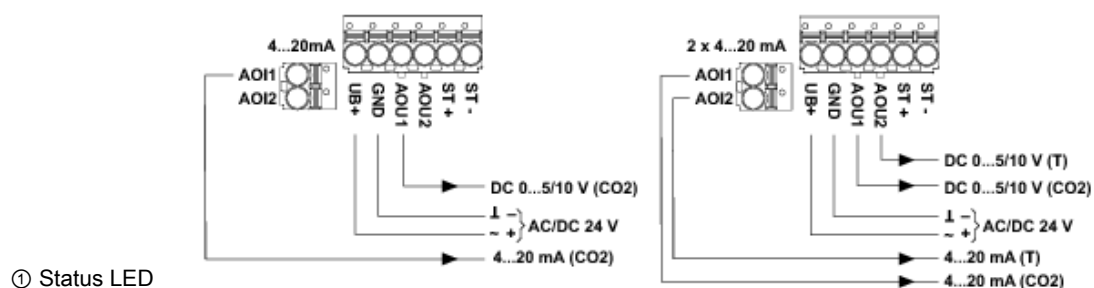 4...20mA
AOI1
AOI2
UB+
GND
AOU1
AOU2
ST +
ST -
DC 0...5/10 V (CO2)
⊥ –
~ + AC/DC 24 V
4...20 mA (CO2)
2 x 4...20 mA
AOI1
AOI2
UB+
GND
AOU1
AOU2
ST +
ST -
DC 0...5/10 V (T)
DC 0...5/10 V (CO2)
⊥ –
~ + AC/DC 24 V
4...20 mA (T)
4...20 mA (CO2)
① Status LED